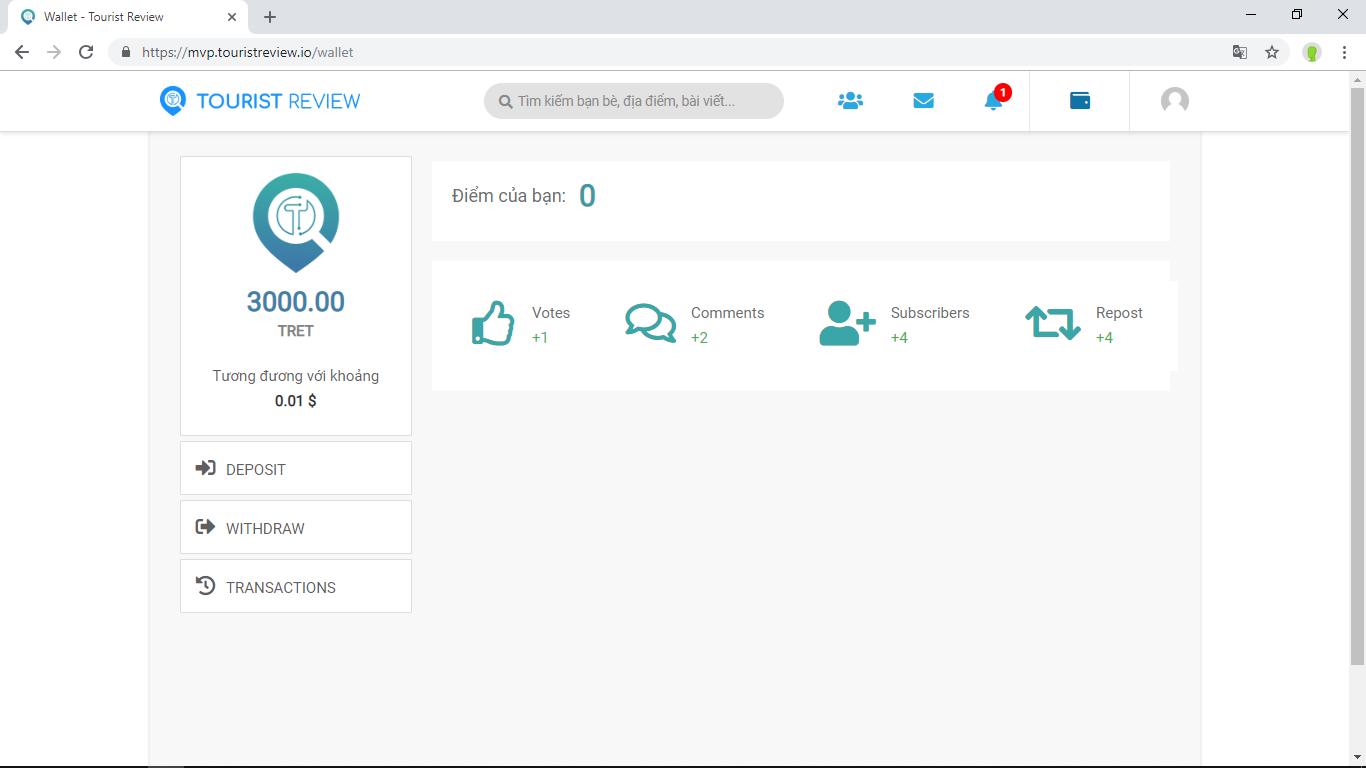 Wallet - Tourist Review
https://mvp.touristreview.io/wallet
TOURIST REVIEW
Tìm kiếm bạn bè, địa điểm, bài viết...
1
3000.00
TRET
Tương đương với khoảng
0.01 $
DEPOSIT
WITHDRAW
TRANSACTIONS
Điểm của bạn: 0
Votes
+1
Comments
+2
Subscribers
+4
Repost
+4